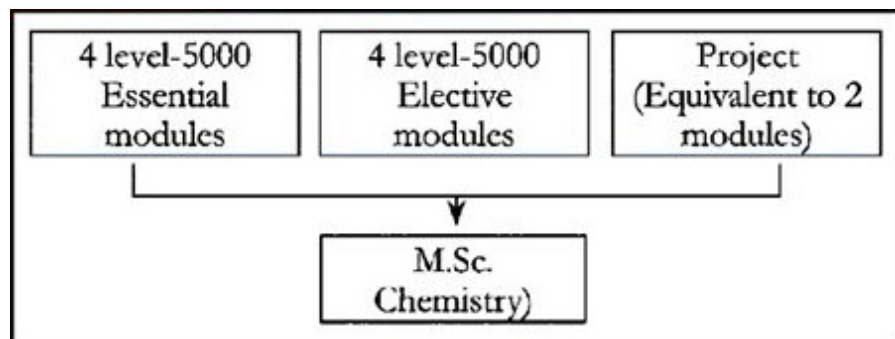 4 level-5000
Essential
modules
4 level-5000
Elective
modules
Project
(Equivalent to 2
modules)
M.Sc.
Chemistry)